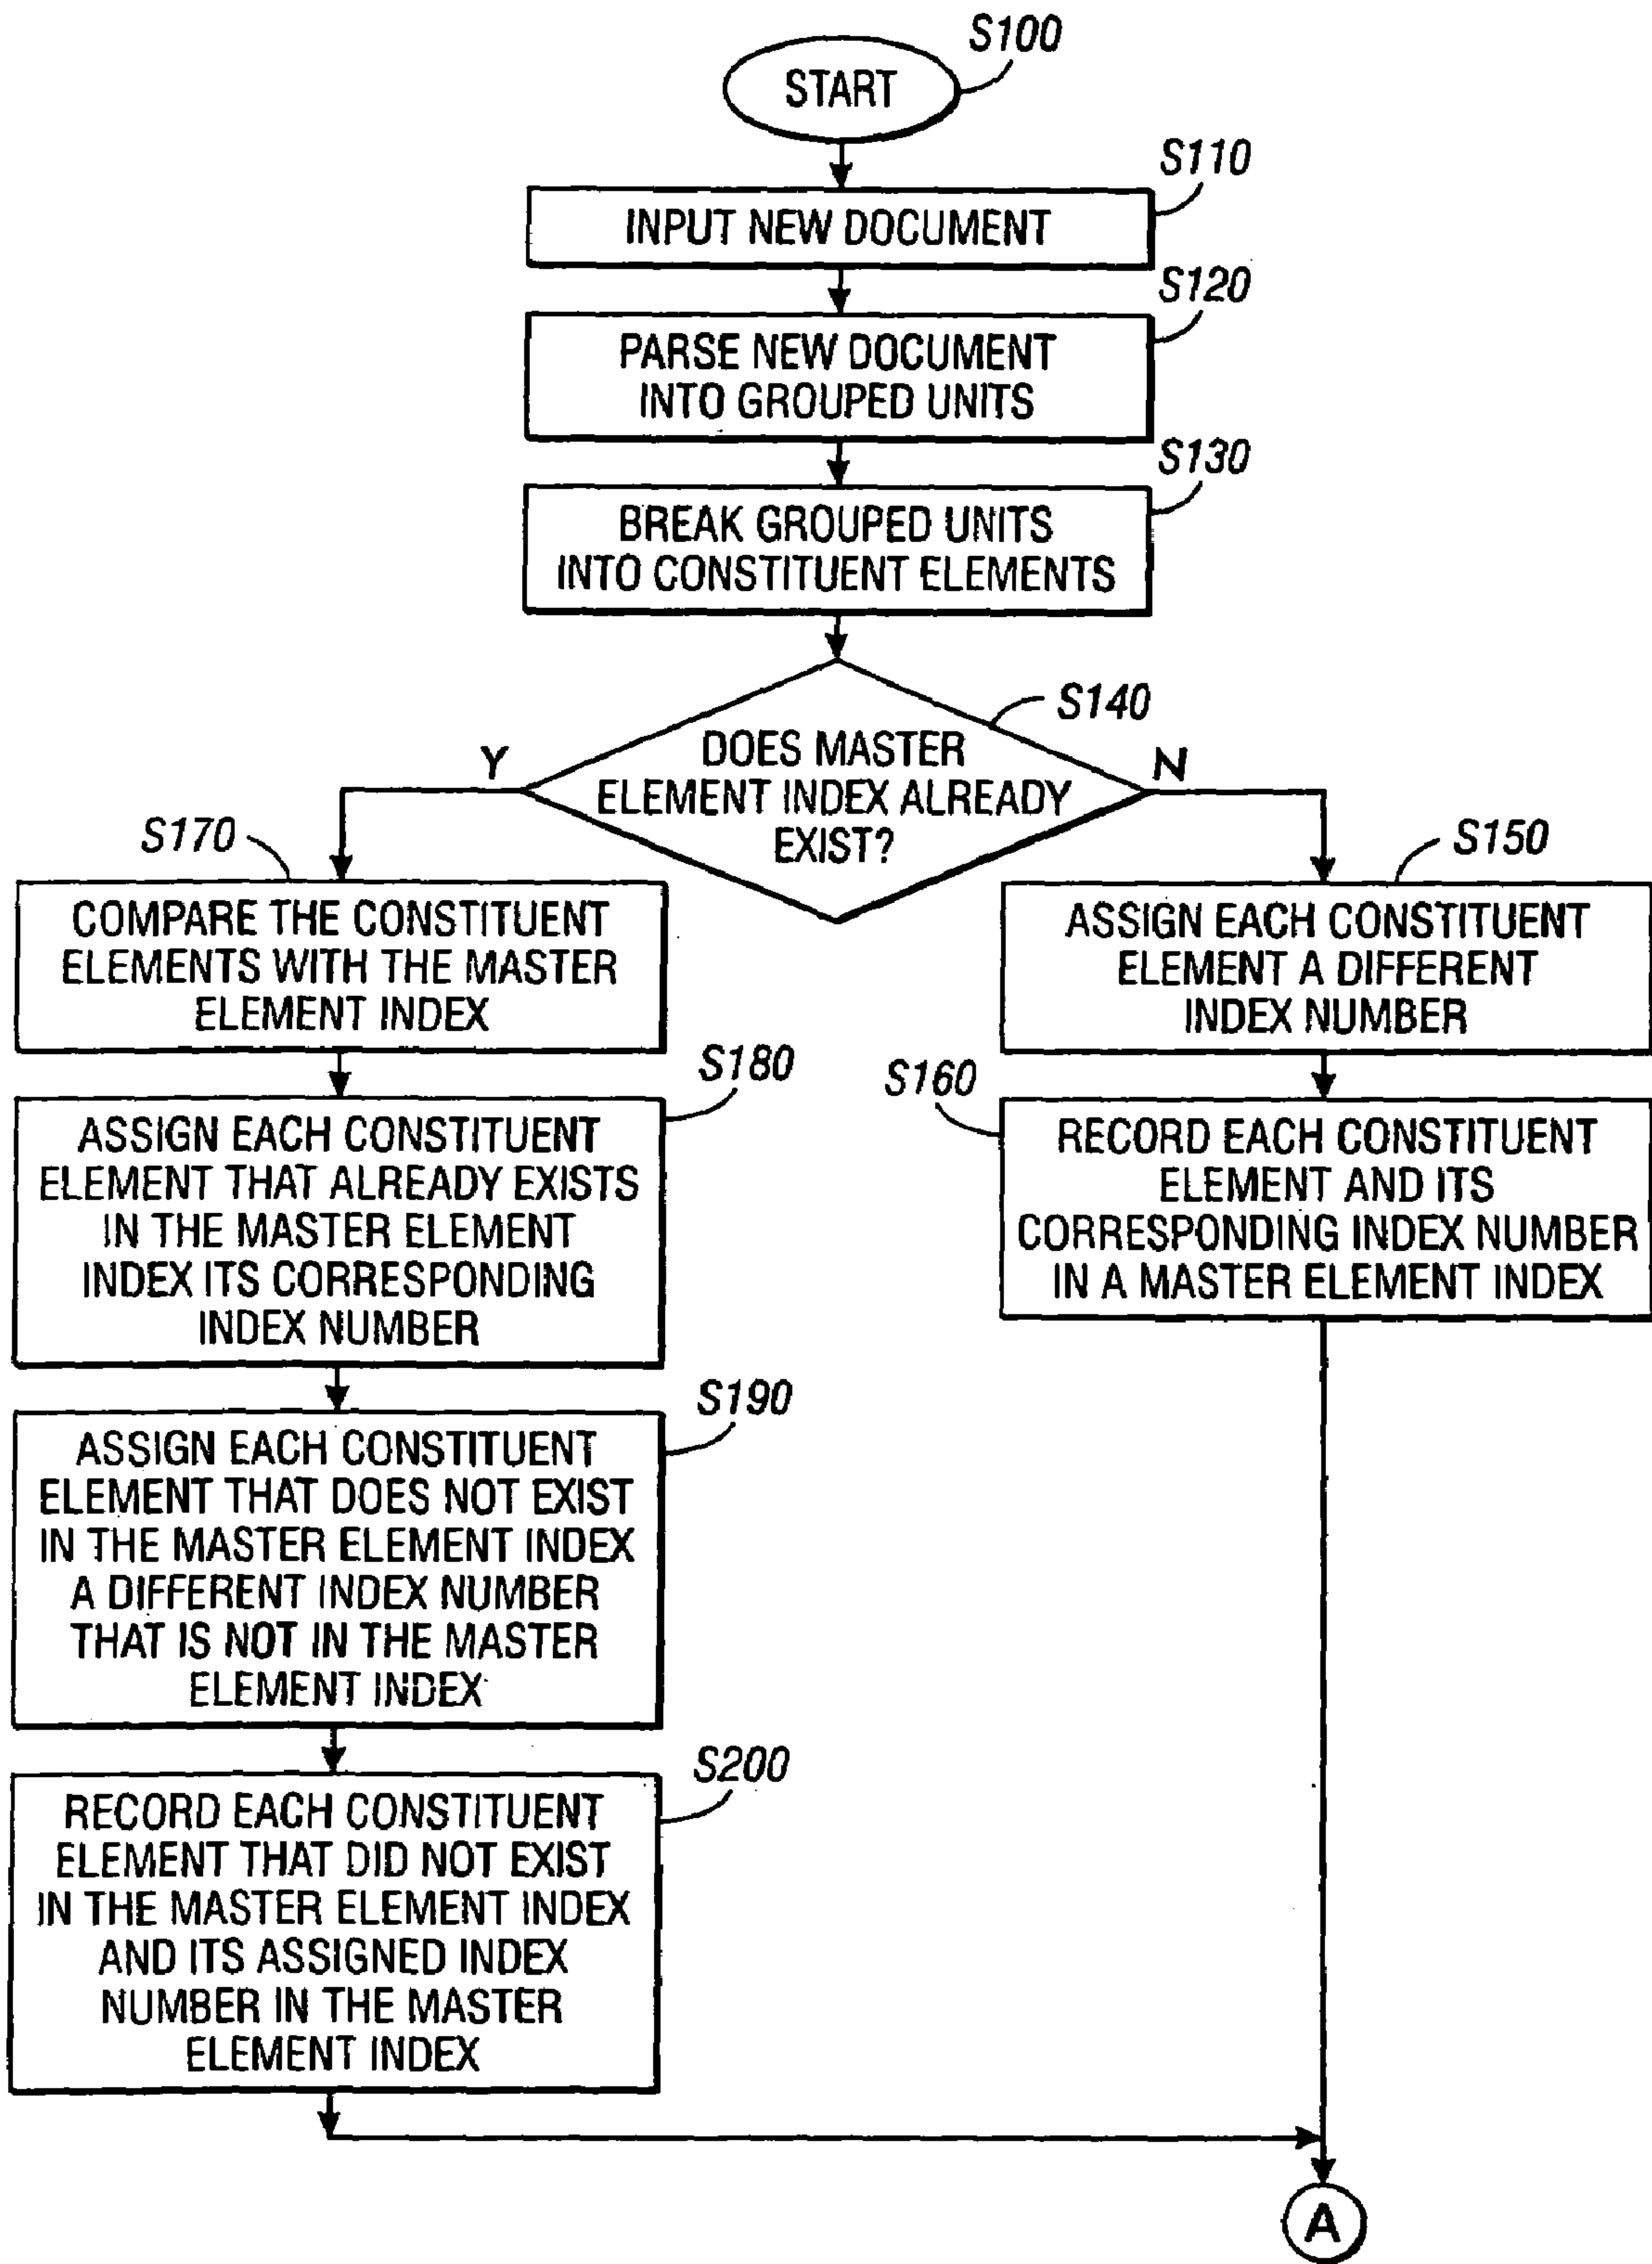 S100
START
S110
INPUT NEW DOCUMENT
S120
PARSE NEW DOCUMENT
INTO GROUPED UNITS
S130
BREAK GROUPED UNITS
INTO CONSTITUENT ELEMENTS
S140
DOES MASTER
ELEMENT INDEX ALREADY
EXIST?
Y
N
S170
COMPARE THE CONSTITUENT
ELEMENTS WITH THE MASTER
ELEMENT INDEX
S180
ASSIGN EACH CONSTITUENT
ELEMENT THAT ALREADY EXISTS
IN THE MASTER ELEMENT
INDEX ITS CORRESPONDING
INDEX NUMBER
S190
ASSIGN EACH CONSTITUENT
ELEMENT THAT DOES NOT EXIST
IN THE MASTER ELEMENT INDEX
A DIFFERENT INDEX NUMBER
THAT IS NOT IN THE MASTER
ELEMENT INDEX
S200
RECORD EACH CONSTITUENT
ELEMENT THAT DID NOT EXIST
IN THE MASTER ELEMENT INDEX
AND ITS ASSIGNED INDEX
NUMBER IN THE MASTER
ELEMENT INDEX
S150
ASSIGN EACH CONSTITUENT
ELEMENT A DIFFERENT
INDEX NUMBER
S160
RECORD EACH CONSTITUENT
ELEMENT AND ITS
CORRESPONDING INDEX NUMBER
IN A MASTER ELEMENT INDEX
A